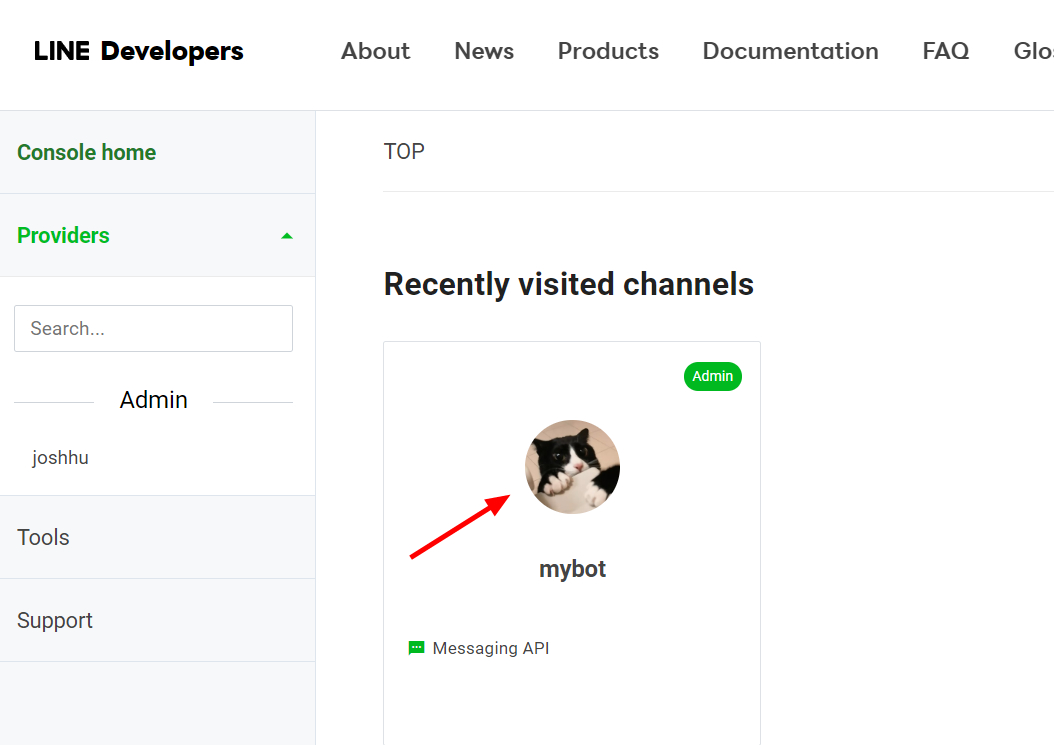 LINE Developers
About News Products Documentation FAQ
Console home
Providers
Search...
Admin
joshhu
Tools
Support
TOP
Recently visited channels
Admin
mybot
Messaging API